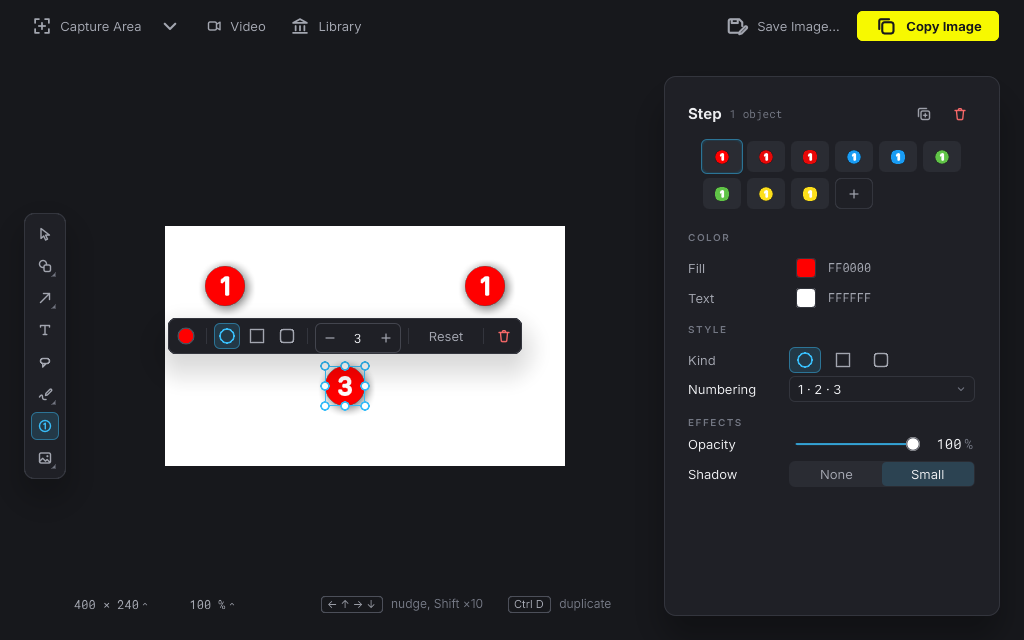 Capture Area
Video
Library
Save Image...
Copy Image
Step 1 object
1 1 1 1 1 1
1 1 1 +
COLOR
Fill FF0000
Text FFFFFF
STYLE
Kind
Numbering 1 · 2 · 3
EFFECTS
Opacity 100 %
Shadow None Small
1 1
− 3 + Reset
3
T
1
400 × 240
100 %
← ↑ → ↓ nudge, Shift ×10
Ctrl D duplicate